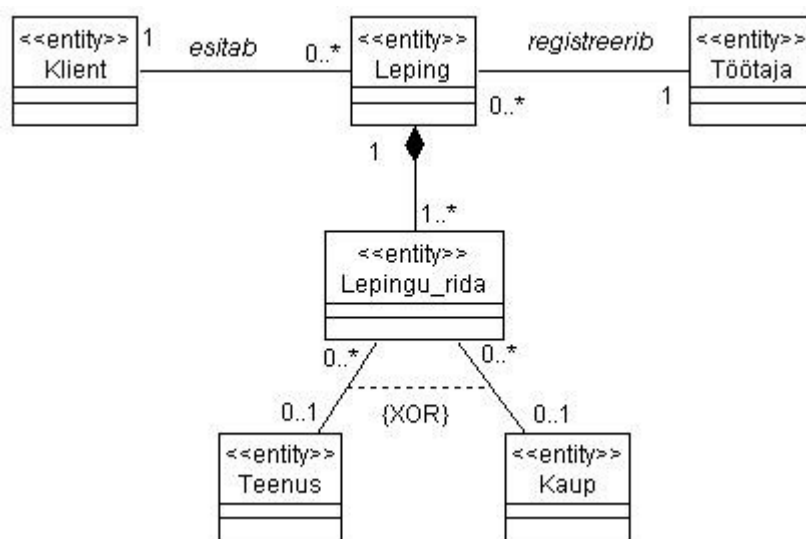 <<entity>>
Klient
1
esitab
0..*
<<entity>>
Leping
registreerib
0..*
1
<<entity>>
Töötaja
1
1..*
<<entity>>
Lepingu_rida
0..*
0..*
{XOR}
0..1
0..1
<<entity>>
Teenus
<<entity>>
Kaup